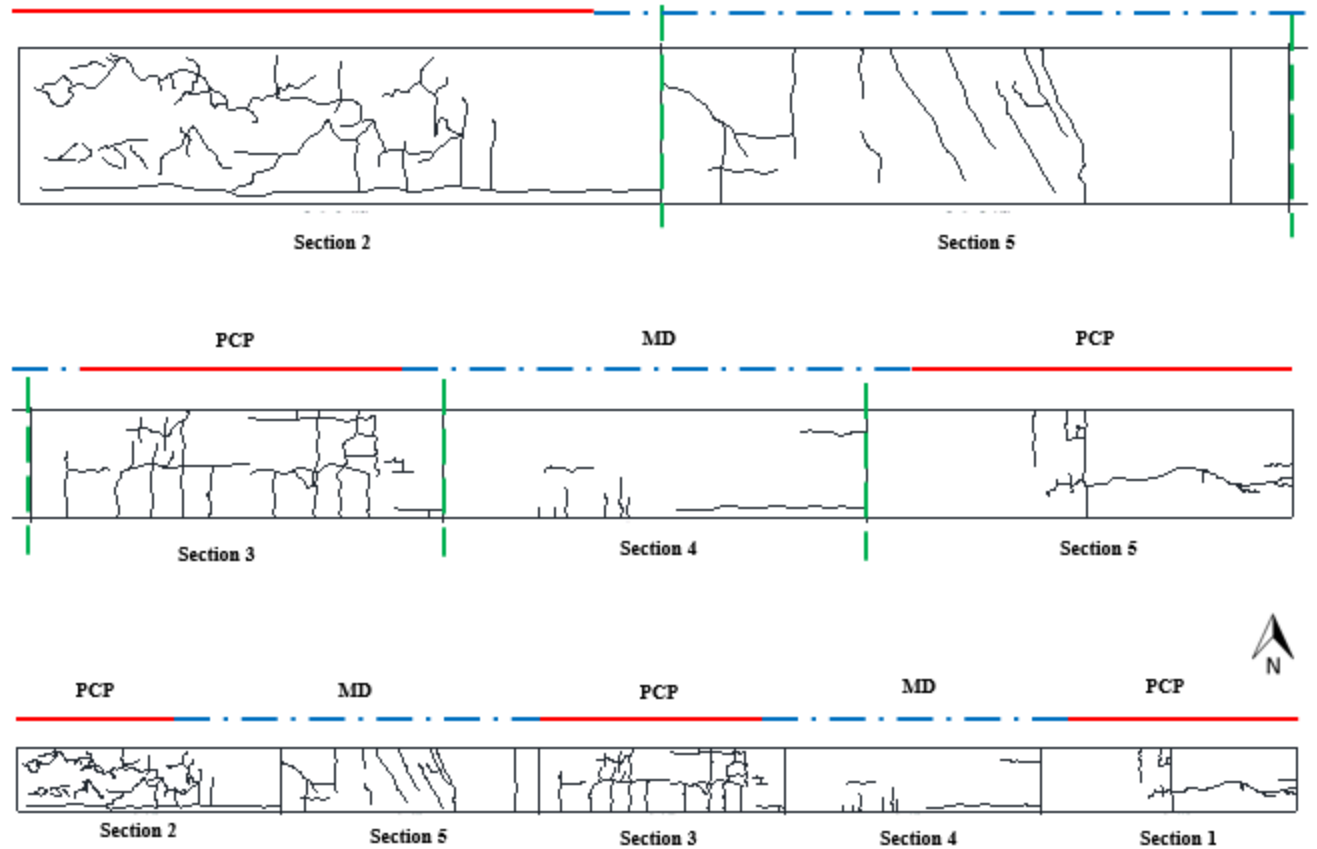 Section 2
Section 5
PCP
MD
PCP
Section 3
Section 4
Section 5
N
PCP
MD
PCP
MD
PCP
Section 2
Section 5
Section 3
Section 4
Section 1